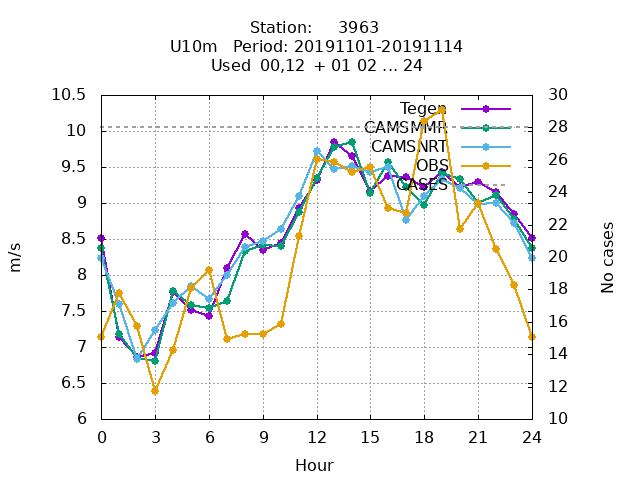 Station:     3963
U10m   Period: 20191101-20191114
Used  00,12  + 01 02 ... 24
10.5
10
9.5
9
8.5
8
7.5
7
6.5
6
m/s
Tegen
CAMSMMR
CAMSNRT
OBS
CASES
30
28
26
24
22
20
18
16
14
12
10
No cases
0
3
6
9
12
15
18
21
24
Hour